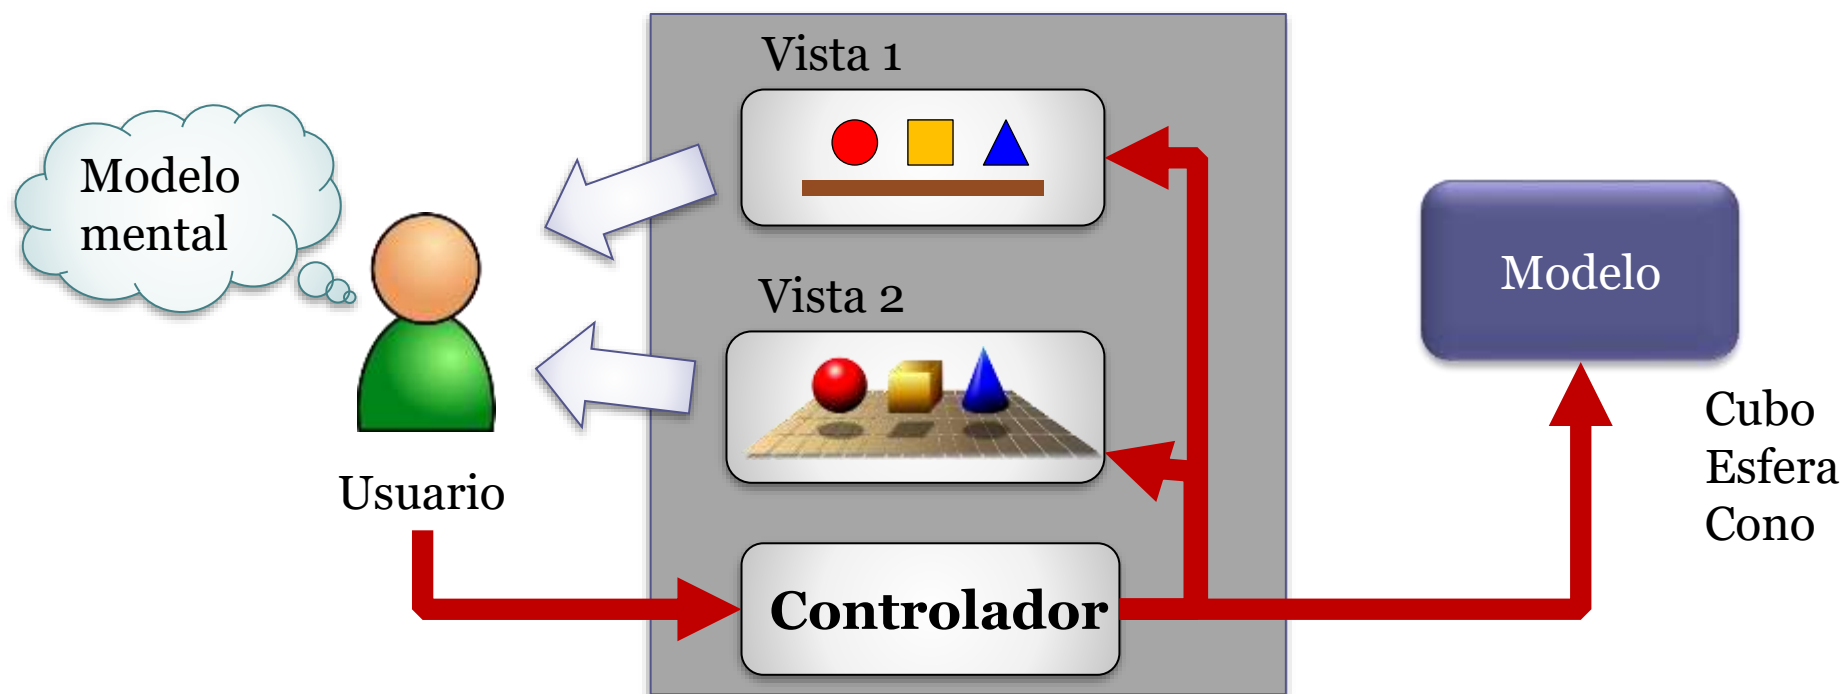 Vista 1
Modelo
mental
Vista 2
Modelo
Usuario
Cubo
Esfera
Cono
Controlador